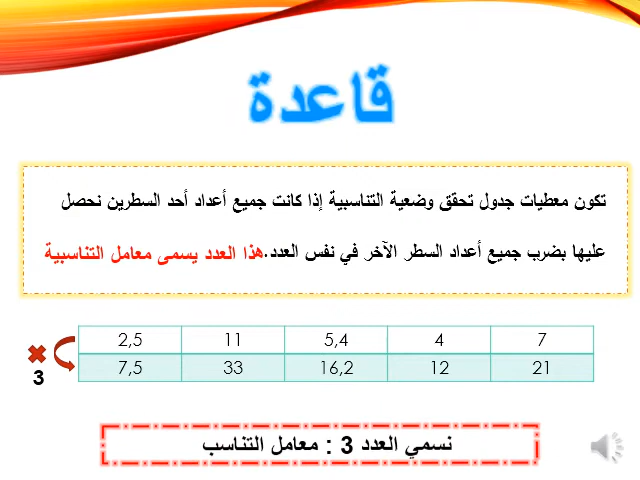 قاعدة
تكون معطيات جدول تحقق وضعية التناسبية إذا كانت جميع أعداد أحد السطرين نحصل
عليها بضرب جميع أعداد السطر الآخر في نفس العدد.هذا العدد يسمى معامل التناسبية
2,5 11 5,4 4 7
7,5 33 16,2 12 21
3
نسمي العدد 3 : معامل التناسب